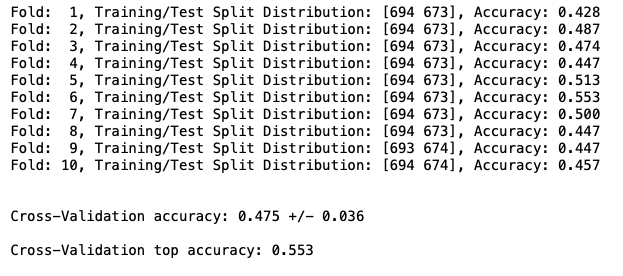 Fold:  1, Training/Test Split Distribution: [694 673], Accuracy: 0.428
Fold:  2, Training/Test Split Distribution: [694 673], Accuracy: 0.487
Fold:  3, Training/Test Split Distribution: [694 673], Accuracy: 0.474
Fold:  4, Training/Test Split Distribution: [694 673], Accuracy: 0.447
Fold:  5, Training/Test Split Distribution: [694 673], Accuracy: 0.513
Fold:  6, Training/Test Split Distribution: [694 673], Accuracy: 0.553
Fold:  7, Training/Test Split Distribution: [694 673], Accuracy: 0.500
Fold:  8, Training/Test Split Distribution: [694 673], Accuracy: 0.447
Fold:  9, Training/Test Split Distribution: [693 674], Accuracy: 0.447
Fold: 10, Training/Test Split Distribution: [694 674], Accuracy: 0.457
Cross-Validation accuracy: 0.475 +/- 0.036
Cross-Validation top accuracy: 0.553